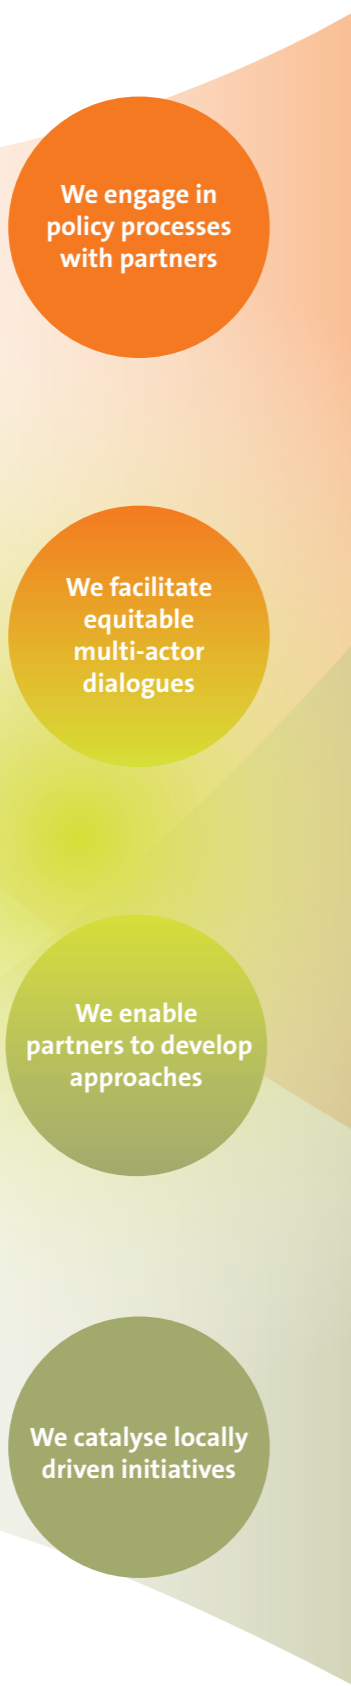 We engage in
policy processes
with partners
We facilitate
equitable
multi-actor
dialogues
We enable
partners to develop
approaches
We catalyse locally
driven initiatives